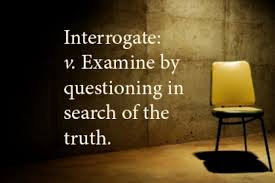 Interrogate:
v. Examine by
questioning in
search of the
truth.